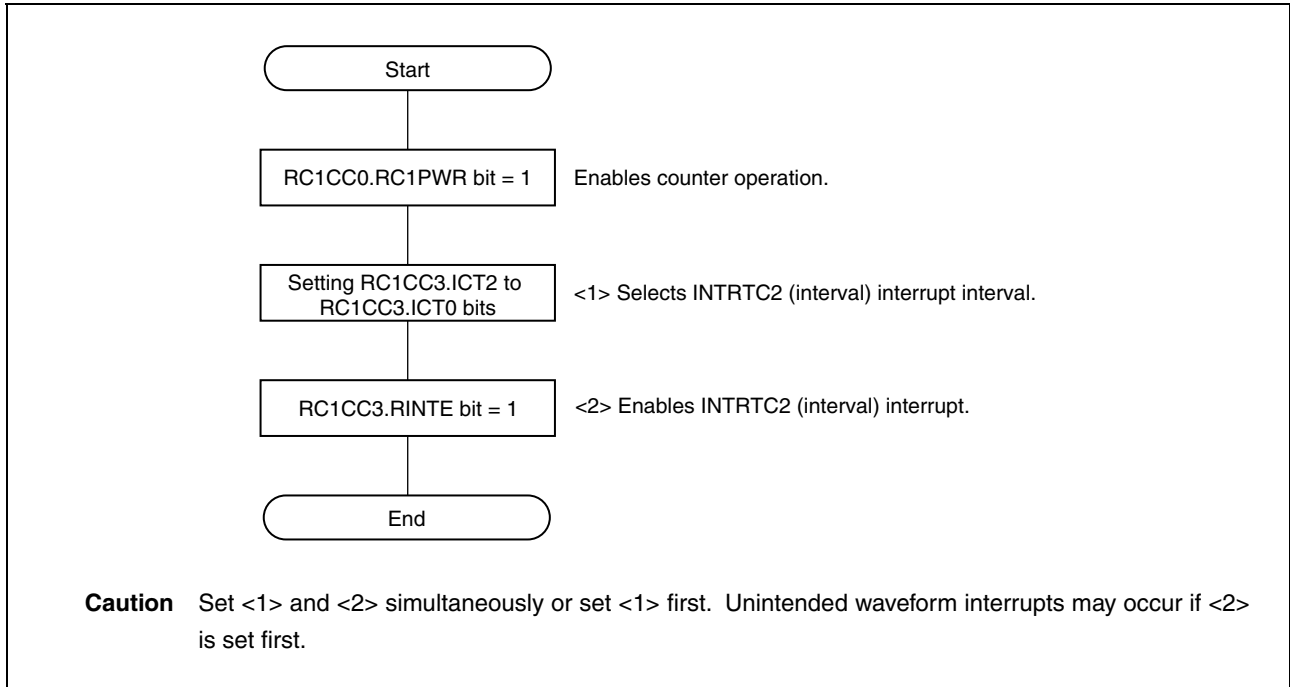 Start
RC1CC0.RC1PWR bit = 1
Enables counter operation.
Setting RC1CC3.ICT2 to
RC1CC3.ICT0 bits
<1> Selects INTRTC2 (interval) interrupt interval.
RC1CC3.RINTE bit = 1
<2> Enables INTRTC2 (interval) interrupt.
End
Caution Set <1> and <2> simultaneously or set <1> first. Unintended waveform interrupts may occur if <2>
is set first.